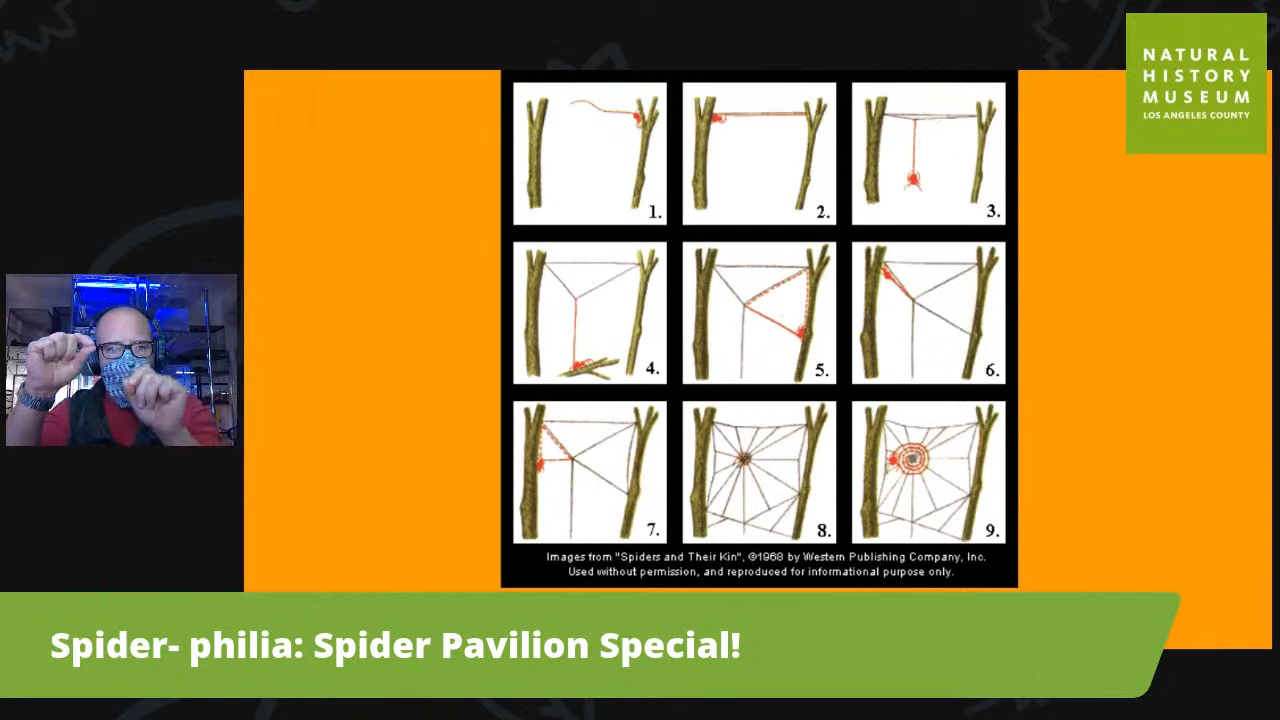 NATURAL
HISTORY
MUSEUM
LOS ANGELES COUNTY
1.
2.
3.
4.
5.
6.
7.
8.
9.
Images from "Spiders and Their Kin", ©1968 by Western Publishing Company, Inc.
Used without permission, and reproduced for informational purpose only.
Spider- philia: Spider Pavilion Special!